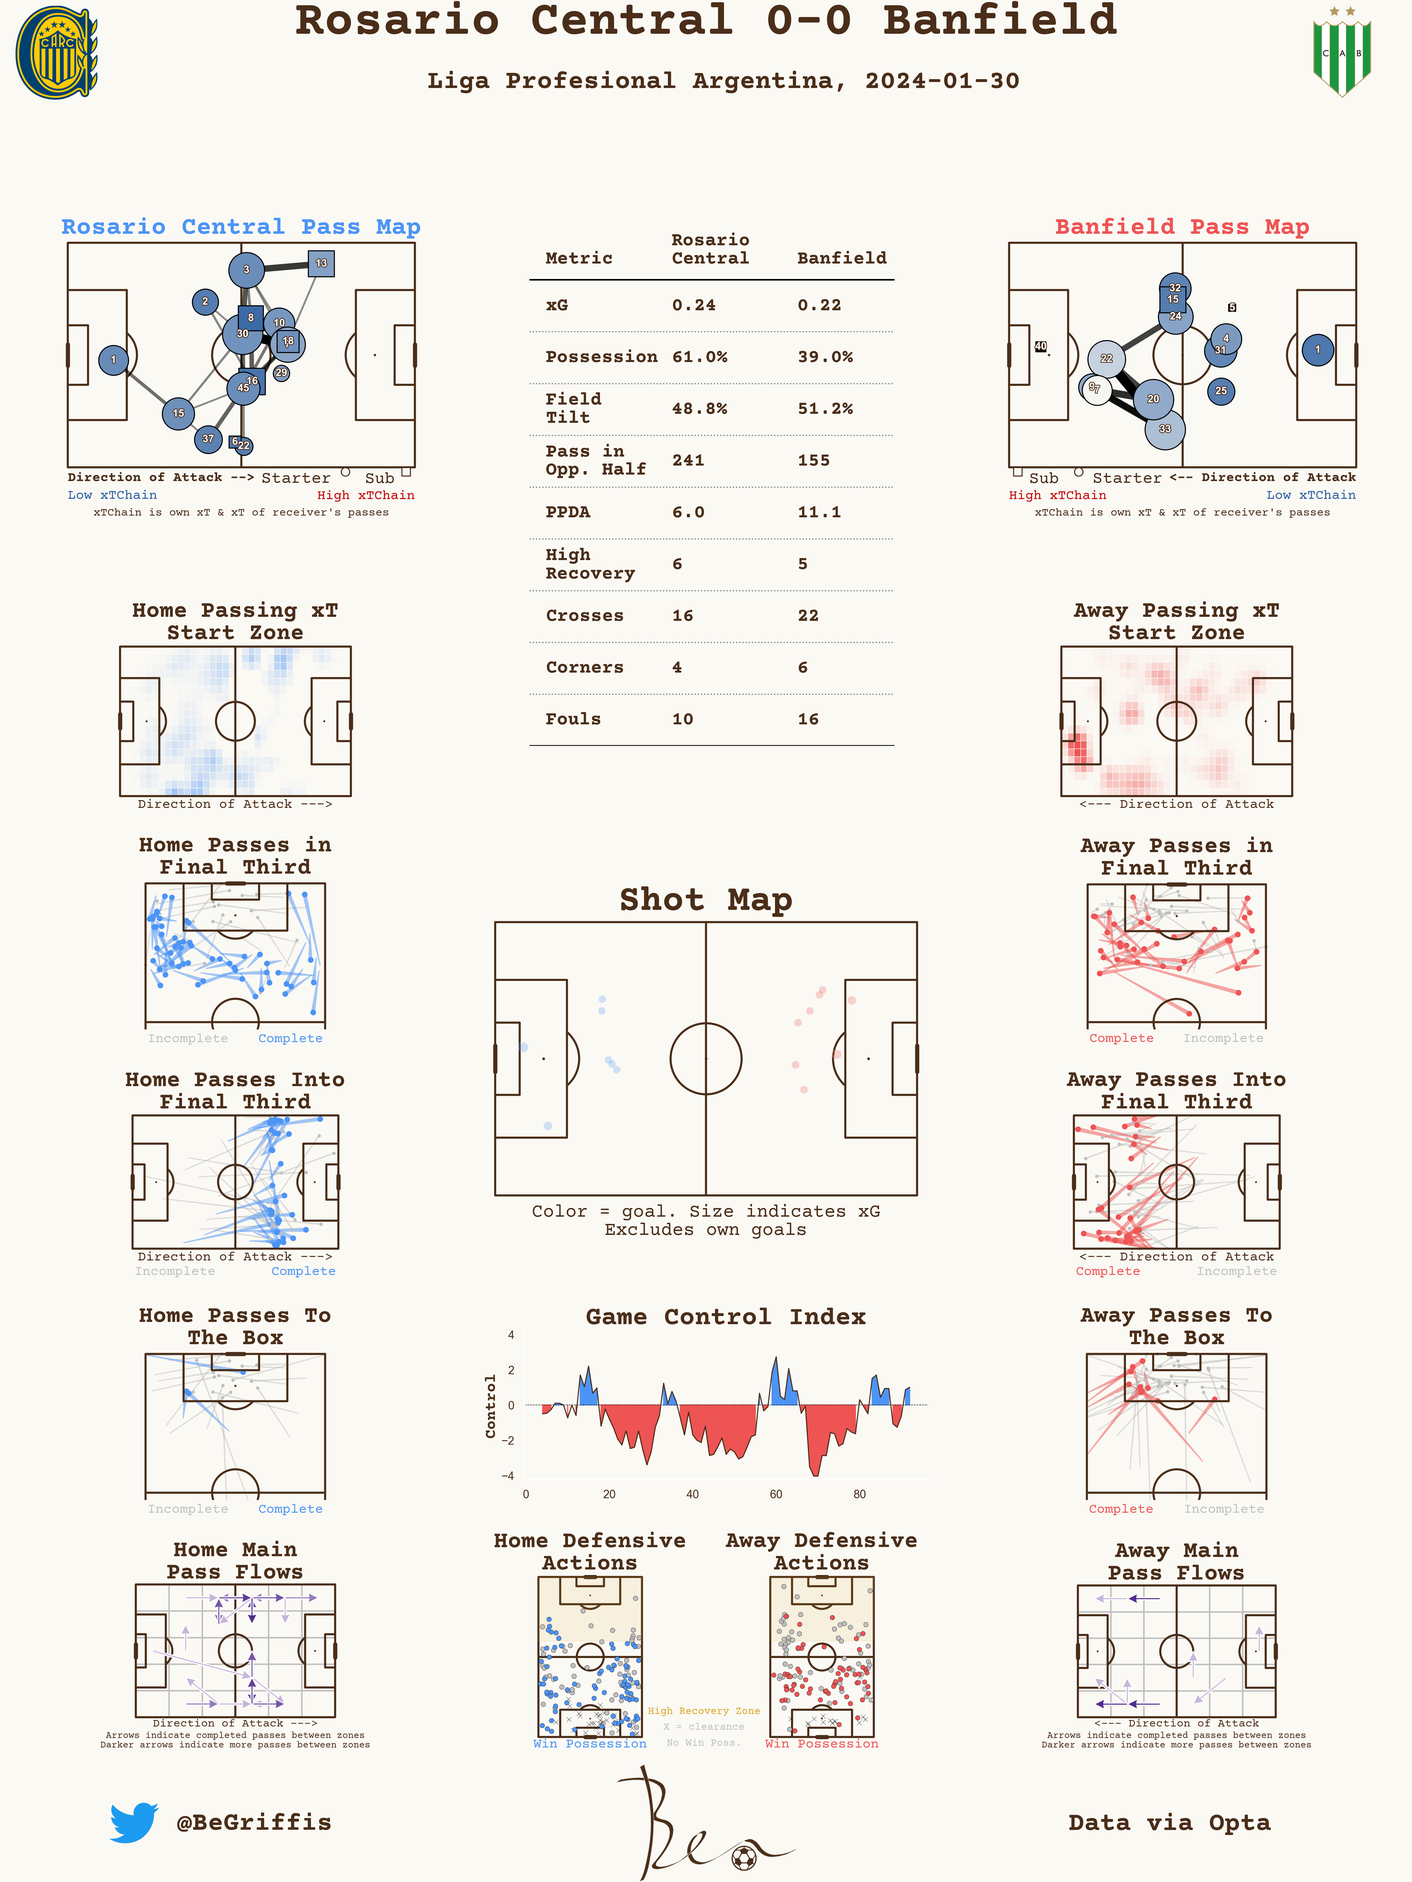 Rosario Central 0-0 Banfield
Liga Profesional Argentina, 2024-01-30
CARC
C A B
Rosario Central Pass Map
3
13
2
8
10
30
18
1
29
16
45
15
37
6
22
Direction of Attack --> Starter Sub
Low xTChain High xTChain
xTChain is own xT & xT of receiver's passes
Metric Rosario Central Banfield
xG 0.24 0.22
Possession 61.0% 39.0%
Field Tilt 48.8% 51.2%
Pass in Opp. Half 241 155
PPDA 6.0 11.1
High Recovery 6 5
Crosses 16 22
Corners 4 6
Fouls 10 16
Banfield Pass Map
32
15
5
24
4
40
31
1
22
9
7
25
20
33
Sub Starter <-- Direction of Attack
High xTChain Low xTChain
xTChain is own xT & xT of receiver's passes
Home Passing xT
Start Zone
Direction of Attack --->
Away Passing xT
Start Zone
<--- Direction of Attack
Home Passes in
Final Third
Incomplete Complete
Away Passes in
Final Third
Complete Incomplete
Shot Map
Color = goal. Size indicates xG
Excludes own goals
Home Passes Into
Final Third
Direction of Attack --->
Incomplete Complete
Away Passes Into
Final Third
<--- Direction of Attack
Complete Incomplete
Home Passes To
The Box
Incomplete Complete
Game Control Index
Control
4
2
0
−2
−4
0 20 40 60 80
Away Passes To
The Box
Complete Incomplete
Home Main
Pass Flows
Direction of Attack --->
Arrows indicate completed passes between zones
Darker arrows indicate more passes between zones
Home Defensive
Actions
Win Possession
Away Defensive
Actions
Win Possession
High Recovery Zone
X = clearance
No Win Poss.
Away Main
Pass Flows
<--- Direction of Attack
Arrows indicate completed passes between zones
Darker arrows indicate more passes between zones
@BeGriffis
Ben
Data via Opta